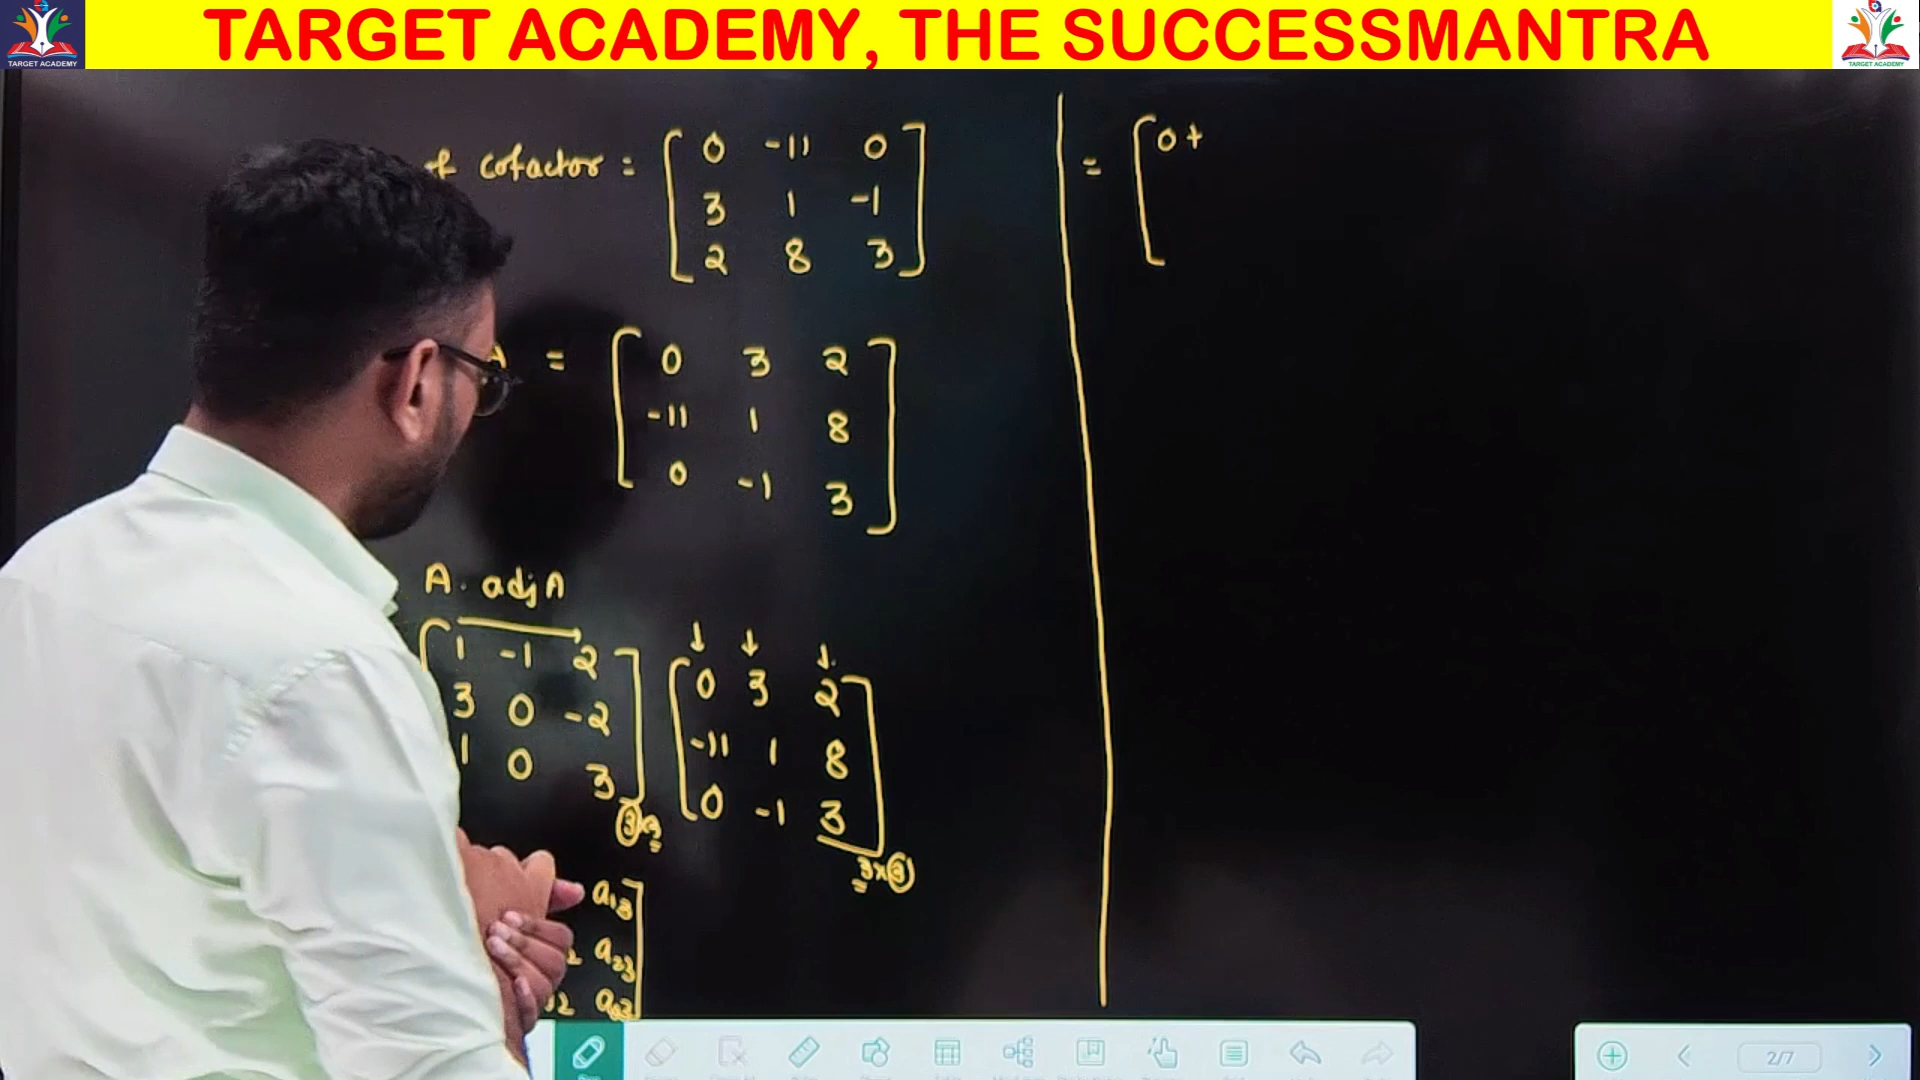 TARGET ACADEMY, THE SUCCESSMANTRA
TARGET ACADEMY
TARGET ACADEMY
of cofactor =
0 -11 0
3 1 -1
2 8 3
A =
0 3 2
-11 1 8
0 -1 3
A. adjA
1 -1 2
3 0 -2
1 0 3
3×3
0 3 2
-11 1 8
0 -1 3
3×3
a13
a23
= [ 0 +
2/7